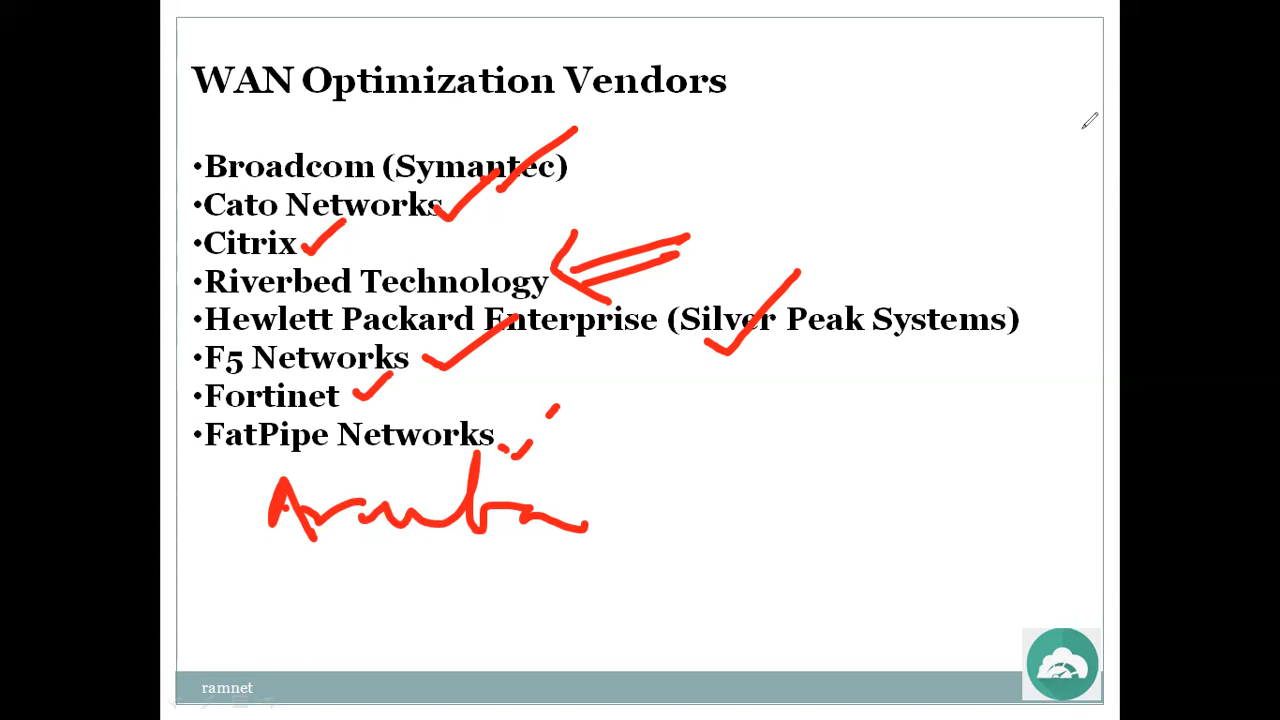 WAN Optimization Vendors
•Broadcom (Symantec)
•Cato Networks
•Citrix
•Riverbed Technology
•Hewlett Packard Enterprise (Silver Peak Systems)
•F5 Networks
•Fortinet
•FatPipe Networks
Aruba
ramnet